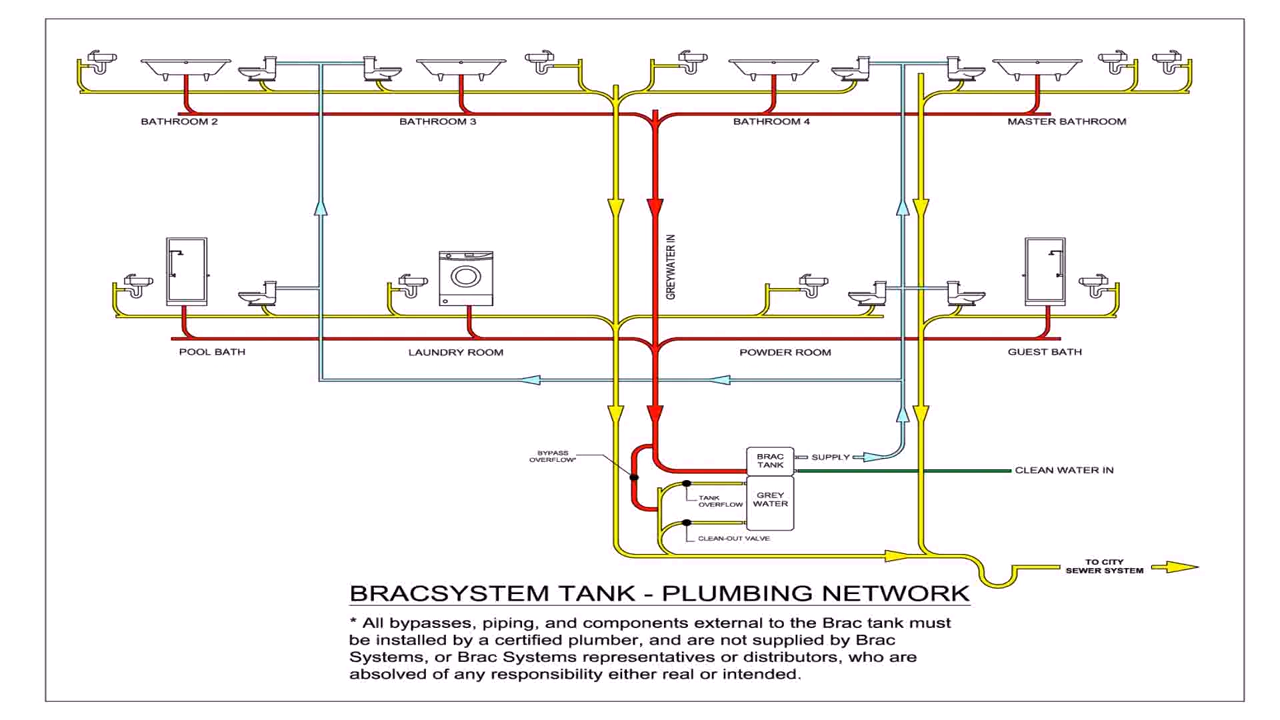 BATHROOM 2
BATHROOM 3
BATHROOM 4
MASTER BATHROOM
GREYWATER IN
POOL BATH
LAUNDRY ROOM
POWDER ROOM
GUEST BATH
BYPASS
OVERFLOW*
BRAC
TANK
SUPPLY
CLEAN WATER IN
TANK
OVERFLOW
GREY
WATER
CLEAN-OUT VALVE
TO CITY
SEWER SYSTEM
BRACSYSTEM TANK - PLUMBING NETWORK
* All bypasses, piping, and components external to the Brac tank must
be installed by a certified plumber, and are not supplied by Brac
Systems, or Brac Systems representatives or distributors, who are
absolved of any responsibility either real or intended.